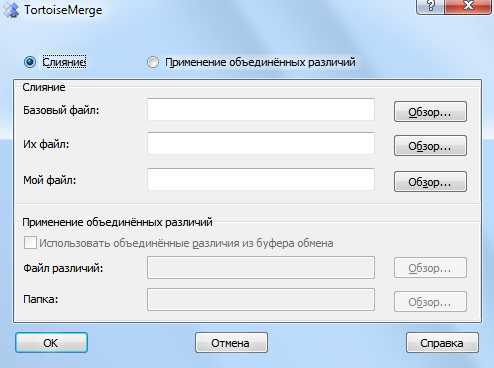 TortoiseMerge
Слияние
Применение объединённых различий
Слияние
Базовый файл:
Обзор...
Их файл:
Обзор...
Мой файл:
Обзор...
Применение объединённых различий
Использовать объединённые различия из буфера обмена
Файл различий:
Обзор...
Папка:
Обзор...
OK
Отмена
Справка